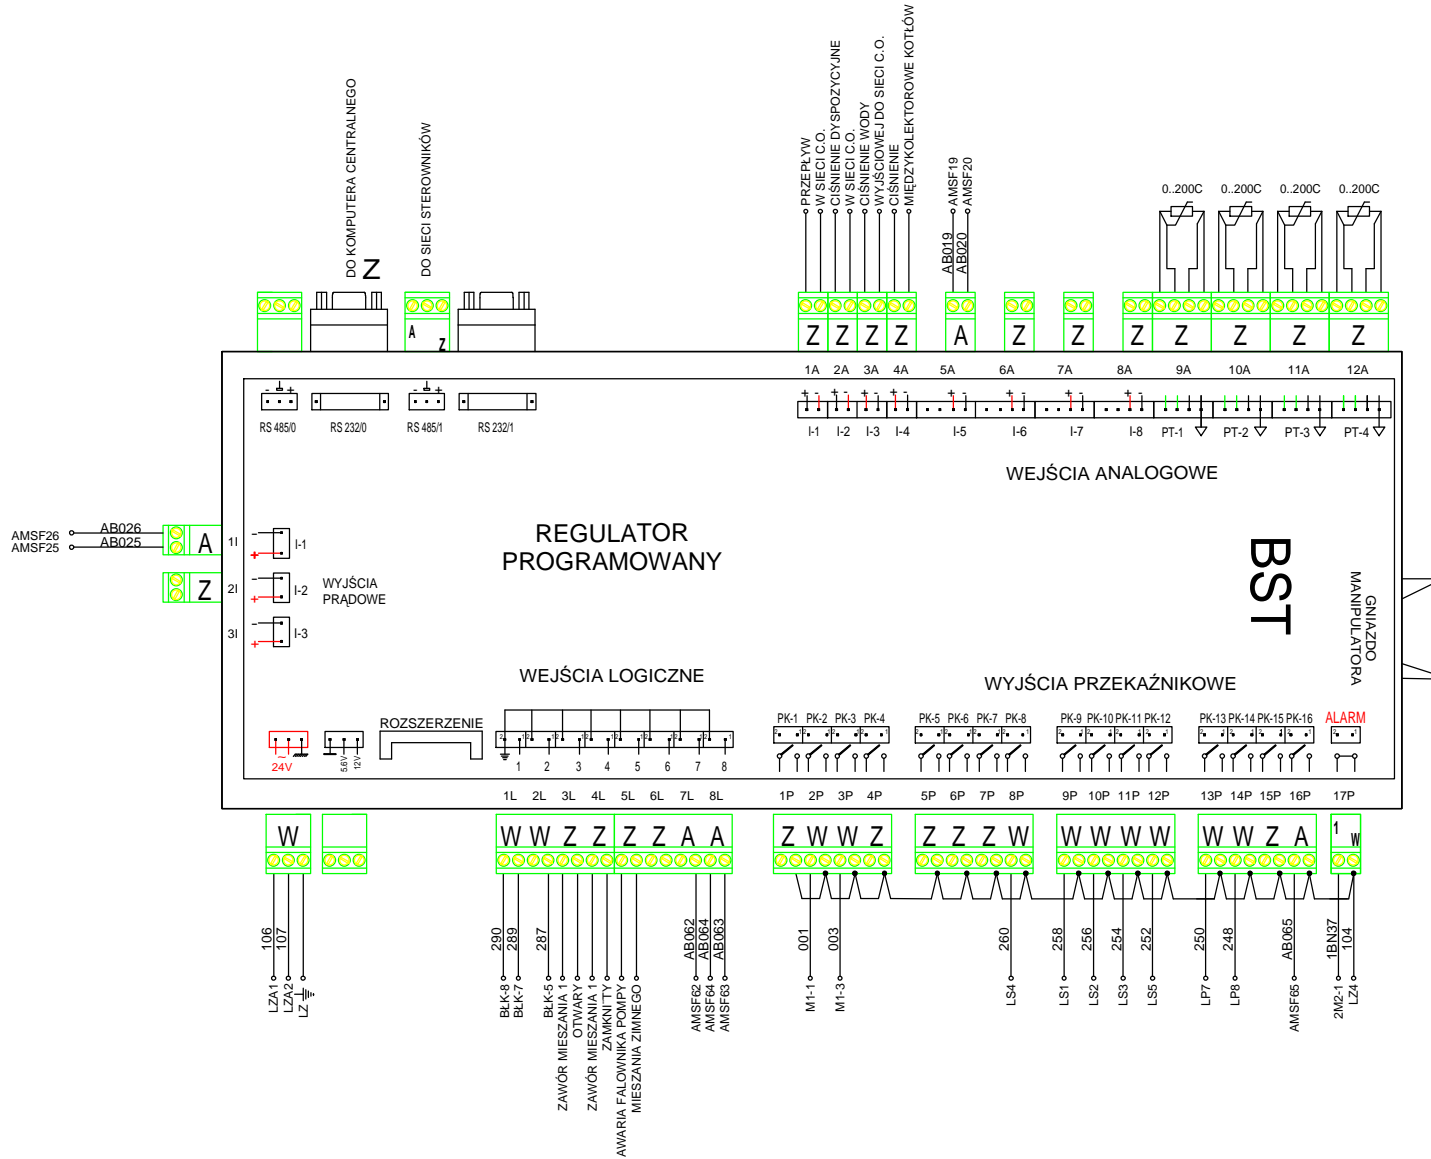 DO KOMPUTERA CENTRALNEGO
Z
DO SIECI STEROWNIKÓW
A
Z
PRZEPŁYW
W SIECI C.O.
CIŚNIENIE DYSPOZYCYJNE
W SIECI C.O.
CIŚNIENIE WODY
WYJŚCIOWEJ DO SIECI C.O.
CIŚNIENIE
MIĘDZYKOLEKTOROWE KOTŁÓW
AB019 AMSF19
AB020 AMSF20
0..200C 0..200C 0..200C 0..200C
Z Z Z Z A Z Z Z Z Z Z Z
1A 2A 3A 4A 5A 6A 7A 8A 9A 10A 11A 12A
- + - +
+ - + - + - + - + - + - + - + -
RS 485/0 RS 232/0 RS 485/1 RS 232/1
I-1 I-2 I-3 I-4 I-5 I-6 I-7 I-8 PT-1 PT-2 PT-3 PT-4
WEJŚCIA ANALOGOWE
AMSF26 AB026
AMSF25 AB025
A 1I - + I-1
Z 2I - + I-2
3I - + I-3
WYJŚCIA
PRĄDOWE
REGULATOR
PROGRAMOWANY
BST
GNIAZDO
MANIPULATORA
WEJŚCIA LOGICZNE
WYJŚCIA PRZEKAŹNIKOWE
ROZSZERZENIE
~
24V
5.6V
12V
1 2 3 4 5 6 7 8
PK-1 PK-2 PK-3 PK-4 PK-5 PK-6 PK-7 PK-8 PK-9 PK-10 PK-11 PK-12 PK-13 PK-14 PK-15 PK-16 ALARM
1L 2L 3L 4L 5L 6L 7L 8L
1P 2P 3P 4P 5P 6P 7P 8P 9P 10P 11P 12P 13P 14P 15P 16P 17P
W
W W Z Z Z Z A A
Z W W Z Z Z Z W W W W W W W Z A 1 W
106 LZA1
107 LZA2
LZ
290 BŁK-8
289 BŁK-7
287 BŁK-5
ZAWÓR MIESZANIA 1
OTWARY
ZAWÓR MIESZANIA 1
ZAMKNITTY
AWARIA FALOWNIKA POMPY
MIESZANIA ZIMNEGO
AB062 AMSF62
AB064 AMSF64
AB063 AMSF63
001 M1-1
003 M1-3
260 LS4
258 LS1
256 LS2
254 LS3
252 LS5
250 LP7
248 LP8
AB065 AMSF65
1BN37 2M2-1
104 LZ4